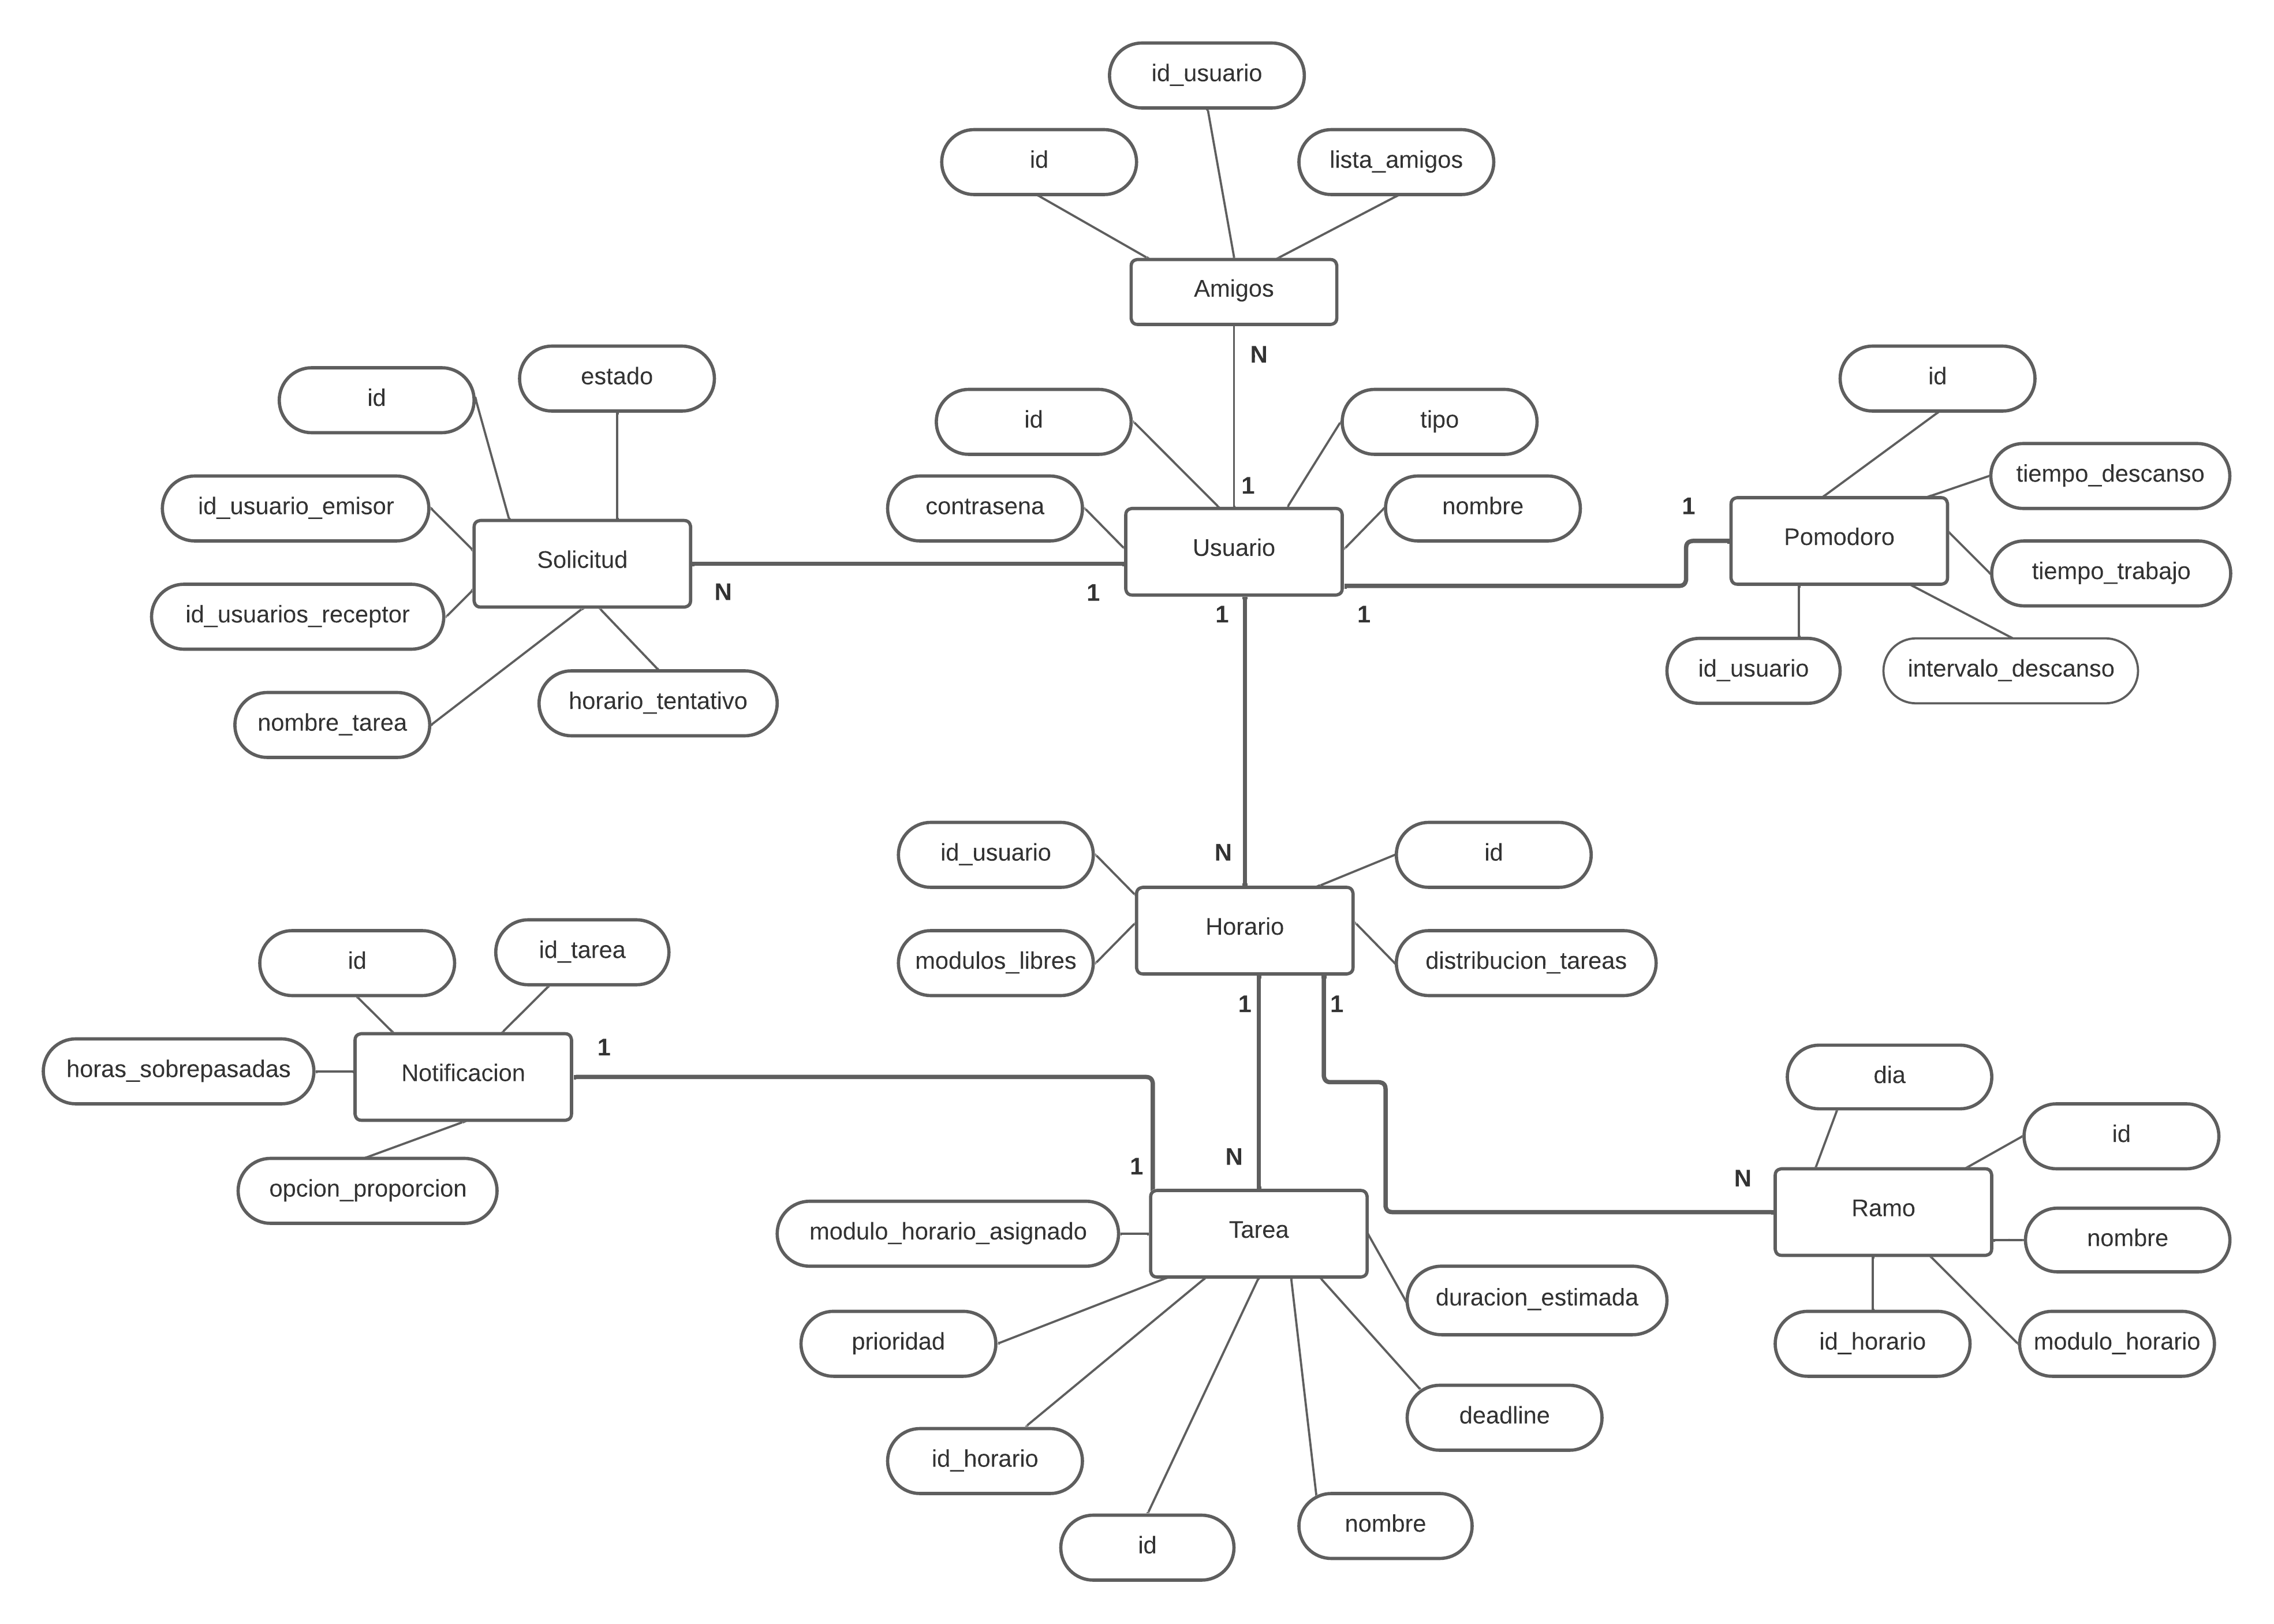 id_usuario
id
lista_amigos
Amigos
N
id
estado
id
tipo
id
id_usuario_emisor
contrasena
1
nombre
1
tiempo_descanso
Solicitud
Usuario
Pomodoro
tiempo_trabajo
N
1
id_usuarios_receptor
1
1
id_usuario
intervalo_descanso
nombre_tarea
horario_tentativo
N
id_usuario
id
Horario
id
id_tarea
modulos_libres
distribucion_tareas
1
1
horas_sobrepasadas
Notificacion
1
dia
id
opcion_proporcion
1
N
N
modulo_horario_asignado
Tarea
Ramo
nombre
duracion_estimada
prioridad
id_horario
modulo_horario
deadline
id_horario
nombre
id